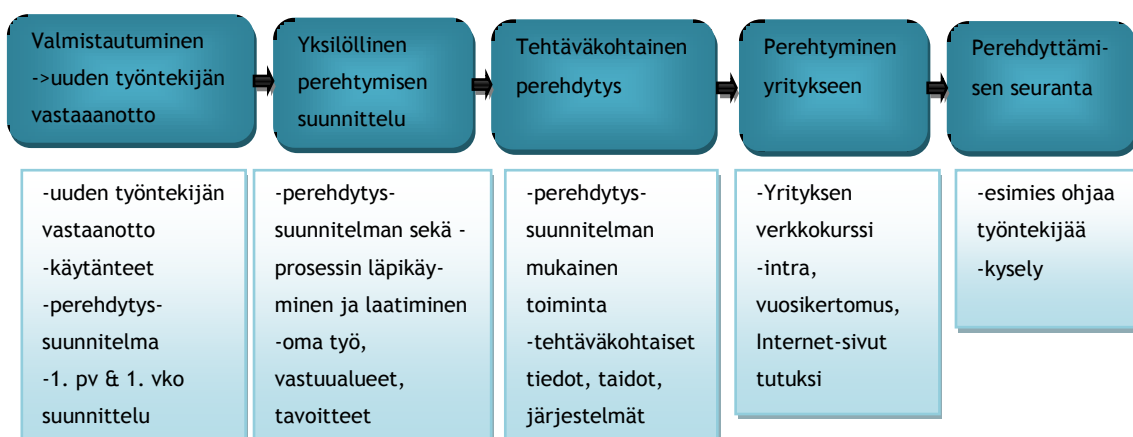 Valmistautuminen
->uuden työntekijän
vastaaanotto
Yksilöllinen
perehtymisen
suunnittelu
Tehtäväkohtainen
perehdytys
Perehtyminen
yritykseen
Perehdyttämi-
sen seuranta
-uuden työntekijän
vastaanotto
-käytänteet
-perehdytys-
suunnitelma
-1. pv & 1. vko
suunnittelu
-perehdytys-
suunnitelman sekä -
prosessin läpikäy-
minen ja laatiminen
-oma työ,
vastuualueet,
tavoitteet
-perehdytys-
suunnitelman
mukainen
toiminta
-tehtäväkohtaiset
tiedot, taidot,
järjestelmät
-Yrityksen
verkkokurssi
-intra,
vuosikertomus,
Internet-sivut
tutuksi
-esimies ohjaa
työntekijää
-kysely